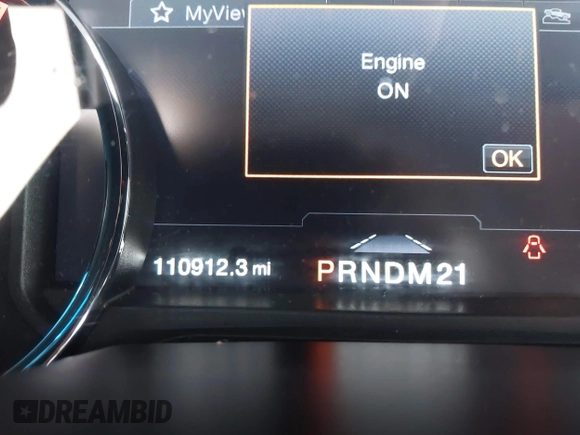 MyView
Engine
ON
OK
110912.3 mi
PRNDM21
DREAMBID